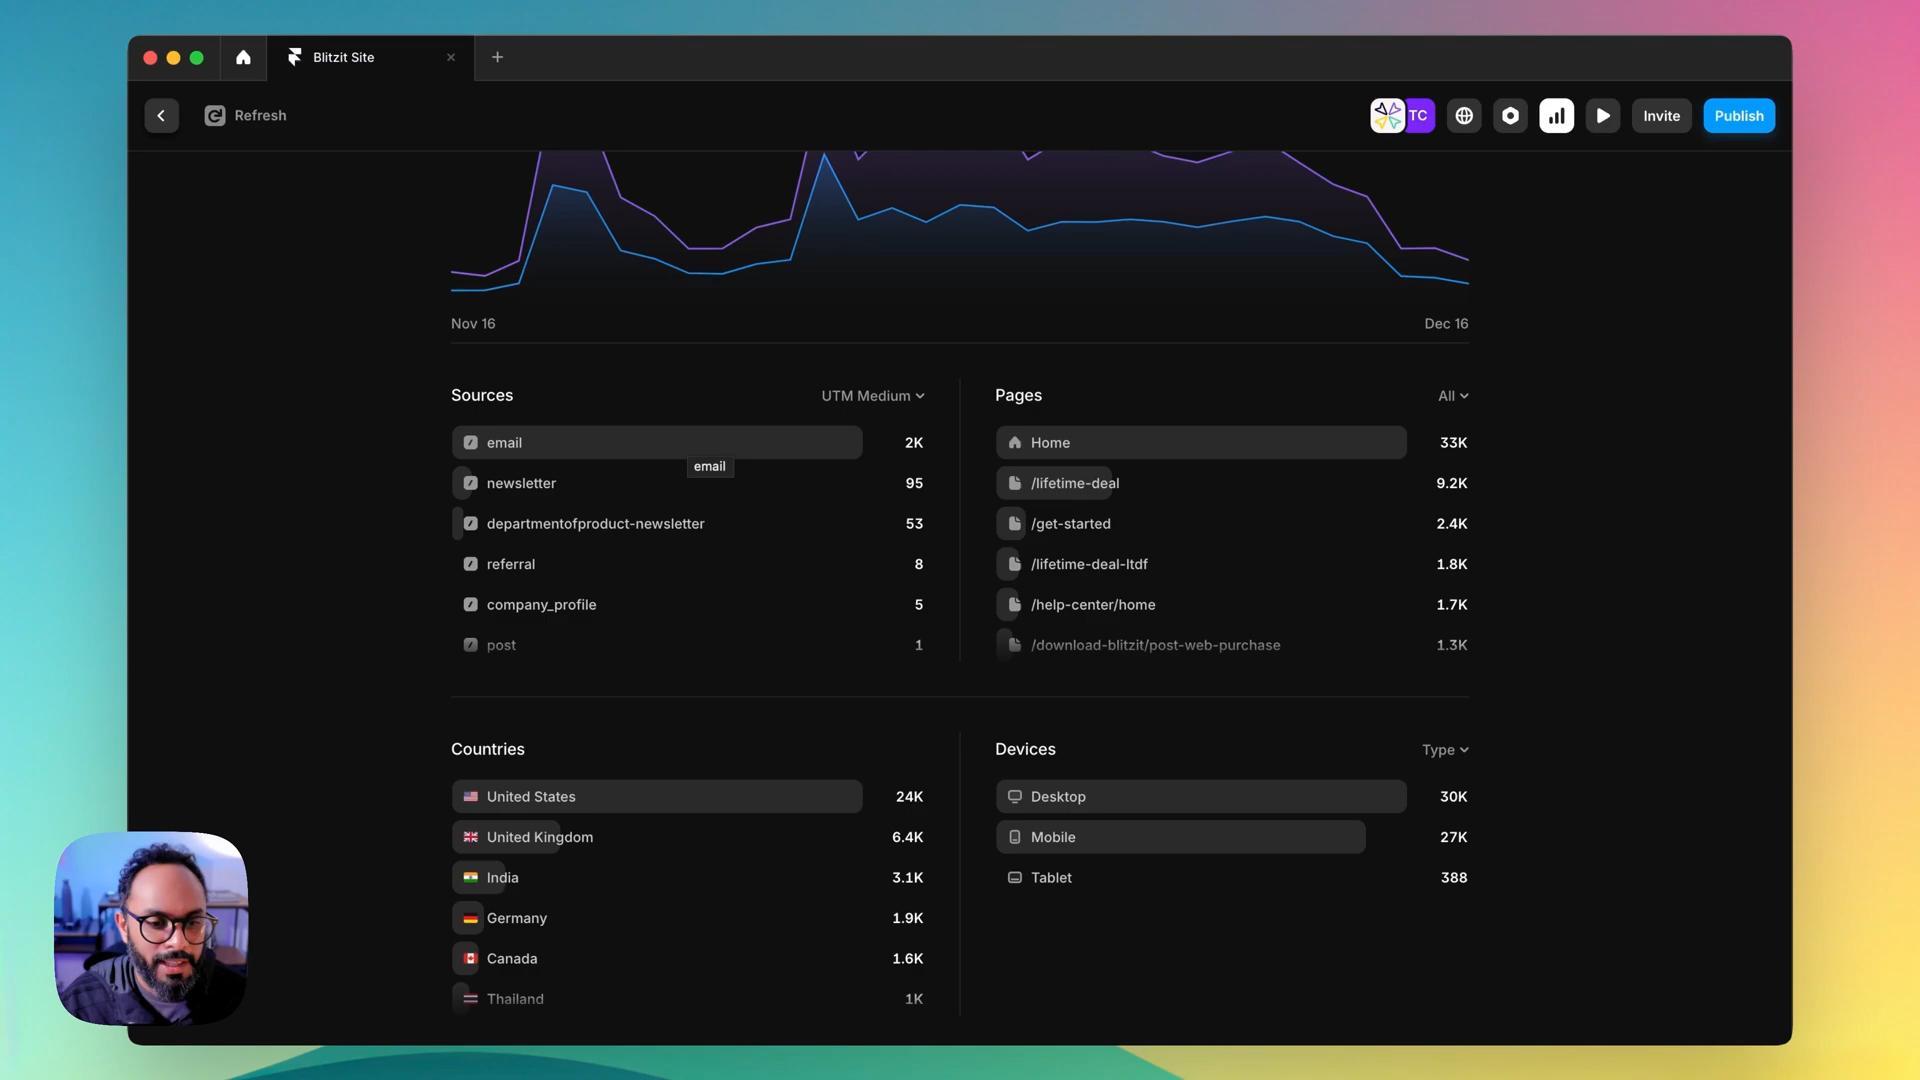 Blitzit Site
Refresh
TC
Invite
Publish
Nov 16
Dec 16
Sources
UTM Medium
email
2K
email
newsletter
95
departmentofproduct-newsletter
53
referral
8
company_profile
5
post
1
Pages
All
Home
33K
/lifetime-deal
9.2K
/get-started
2.4K
/lifetime-deal-ltdf
1.8K
/help-center/home
1.7K
/download-blitzit/post-web-purchase
1.3K
Countries
United States
24K
United Kingdom
6.4K
India
3.1K
Germany
1.9K
Canada
1.6K
Thailand
1K
Devices
Type
Desktop
30K
Mobile
27K
Tablet
388